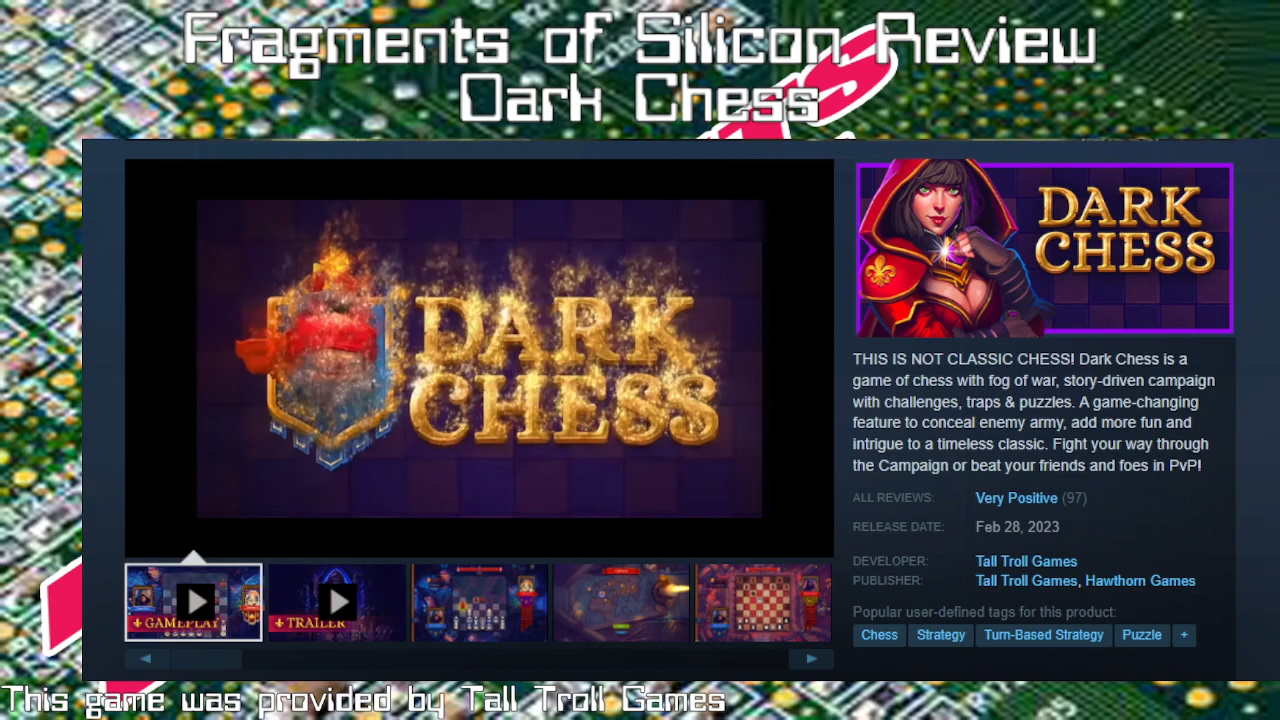 Fragments of Silicon Review
Dark Chess
DARK
CHESS
DARK
CHESS
THIS IS NOT CLASSIC CHESS! Dark Chess is a
game of chess with fog of war, story-driven campaign
with challenges, traps & puzzles. A game-changing
feature to conceal enemy army, add more fun and
intrigue to a timeless classic. Fight your way through
the Campaign or beat your friends and foes in PvP!
ALL REVIEWS: Very Positive (97)
RELEASE DATE: Feb 28, 2023
DEVELOPER: Tall Troll Games
PUBLISHER: Tall Troll Games, Hawthorn Games
Popular user-defined tags for this product:
Chess Strategy Turn-Based Strategy Puzzle +
GAMEPLAY TRAILER
This game was provided by Tall Troll Games